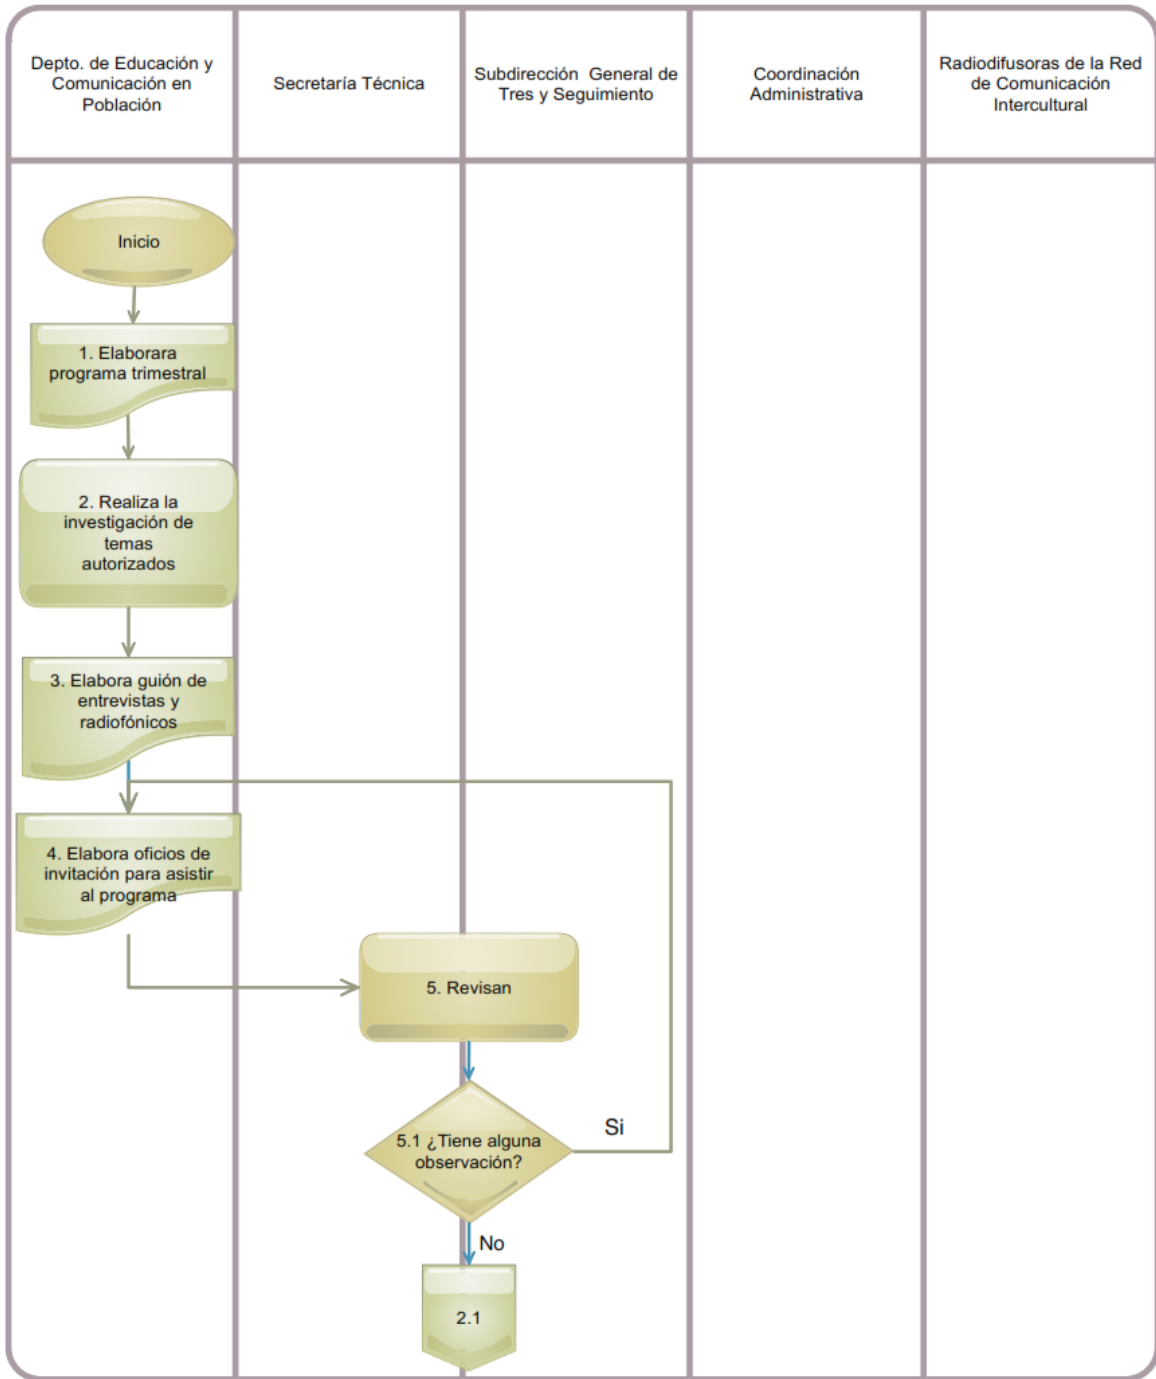 Depto. de Educación y
Comunicación en
Población
Secretaría Técnica
Subdirección General de
Tres y Seguimiento
Coordinación
Administrativa
Radiodifusoras de la Red
de Comunicación
Intercultural
Inicio
1. Elaborara
programa trimestral
2. Realiza la
investigación de
temas
autorizados
3. Elabora guión de
entrevistas y
radiofónicos
4. Elabora oficios de
invitación para asistir
al programa
5. Revisan
5.1 ¿Tiene alguna
observación?
Si
No
2.1